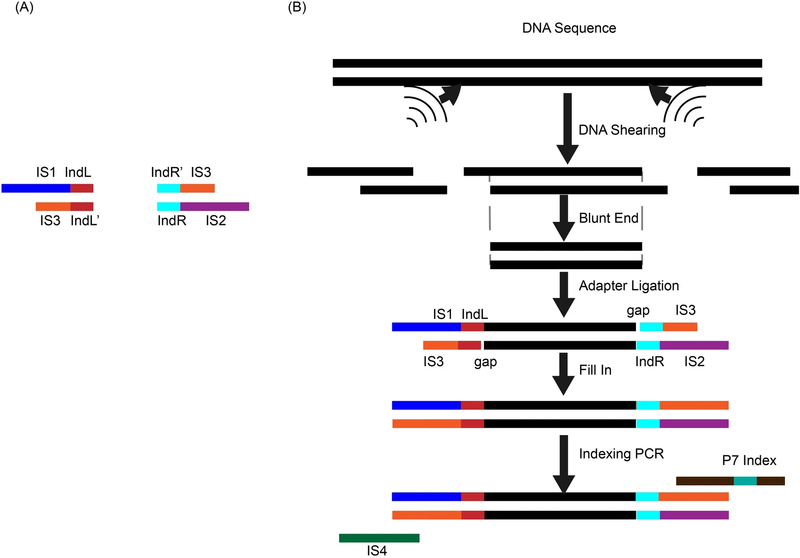 (A)
(B)
DNA Sequence
DNA Shearing
IS1 IndL
IndR' IS3
IS3 IndL'
IndR IS2
Blunt End
Adapter Ligation
IS1 IndL
gap IS3
IS3 gap
IndR IS2
Fill In
Indexing PCR
P7 Index
IS4